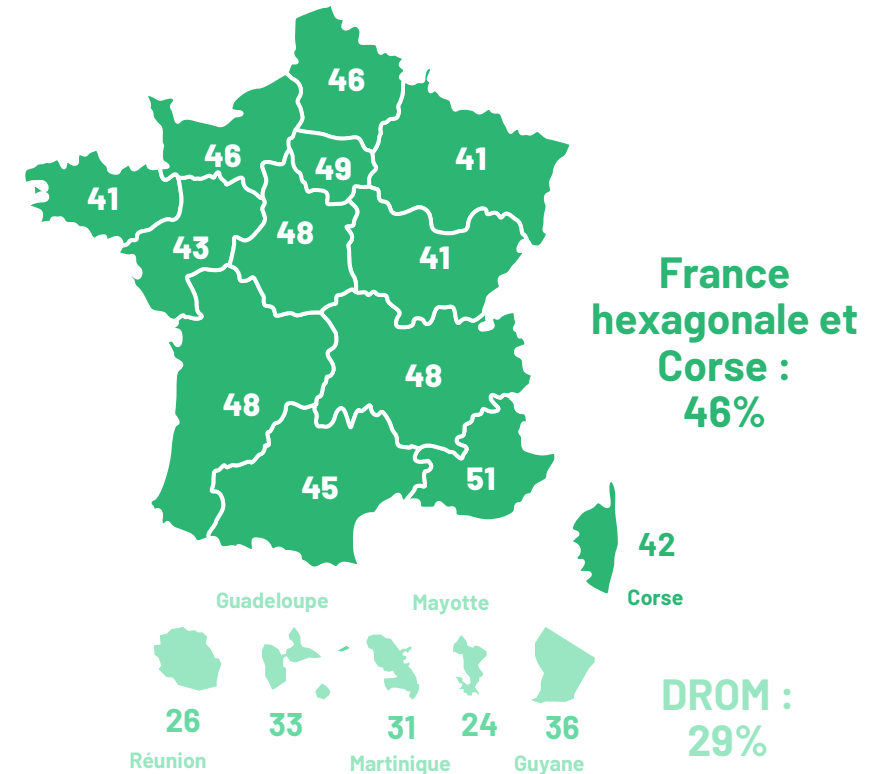 46
46
49
41
41
43
48
41
48
48
45
51
France
hexagonale et
Corse :
46%
42
Corse
Guadeloupe
Mayotte
26
33
31
24
36
Réunion
Martinique
Guyane
DROM :
29%